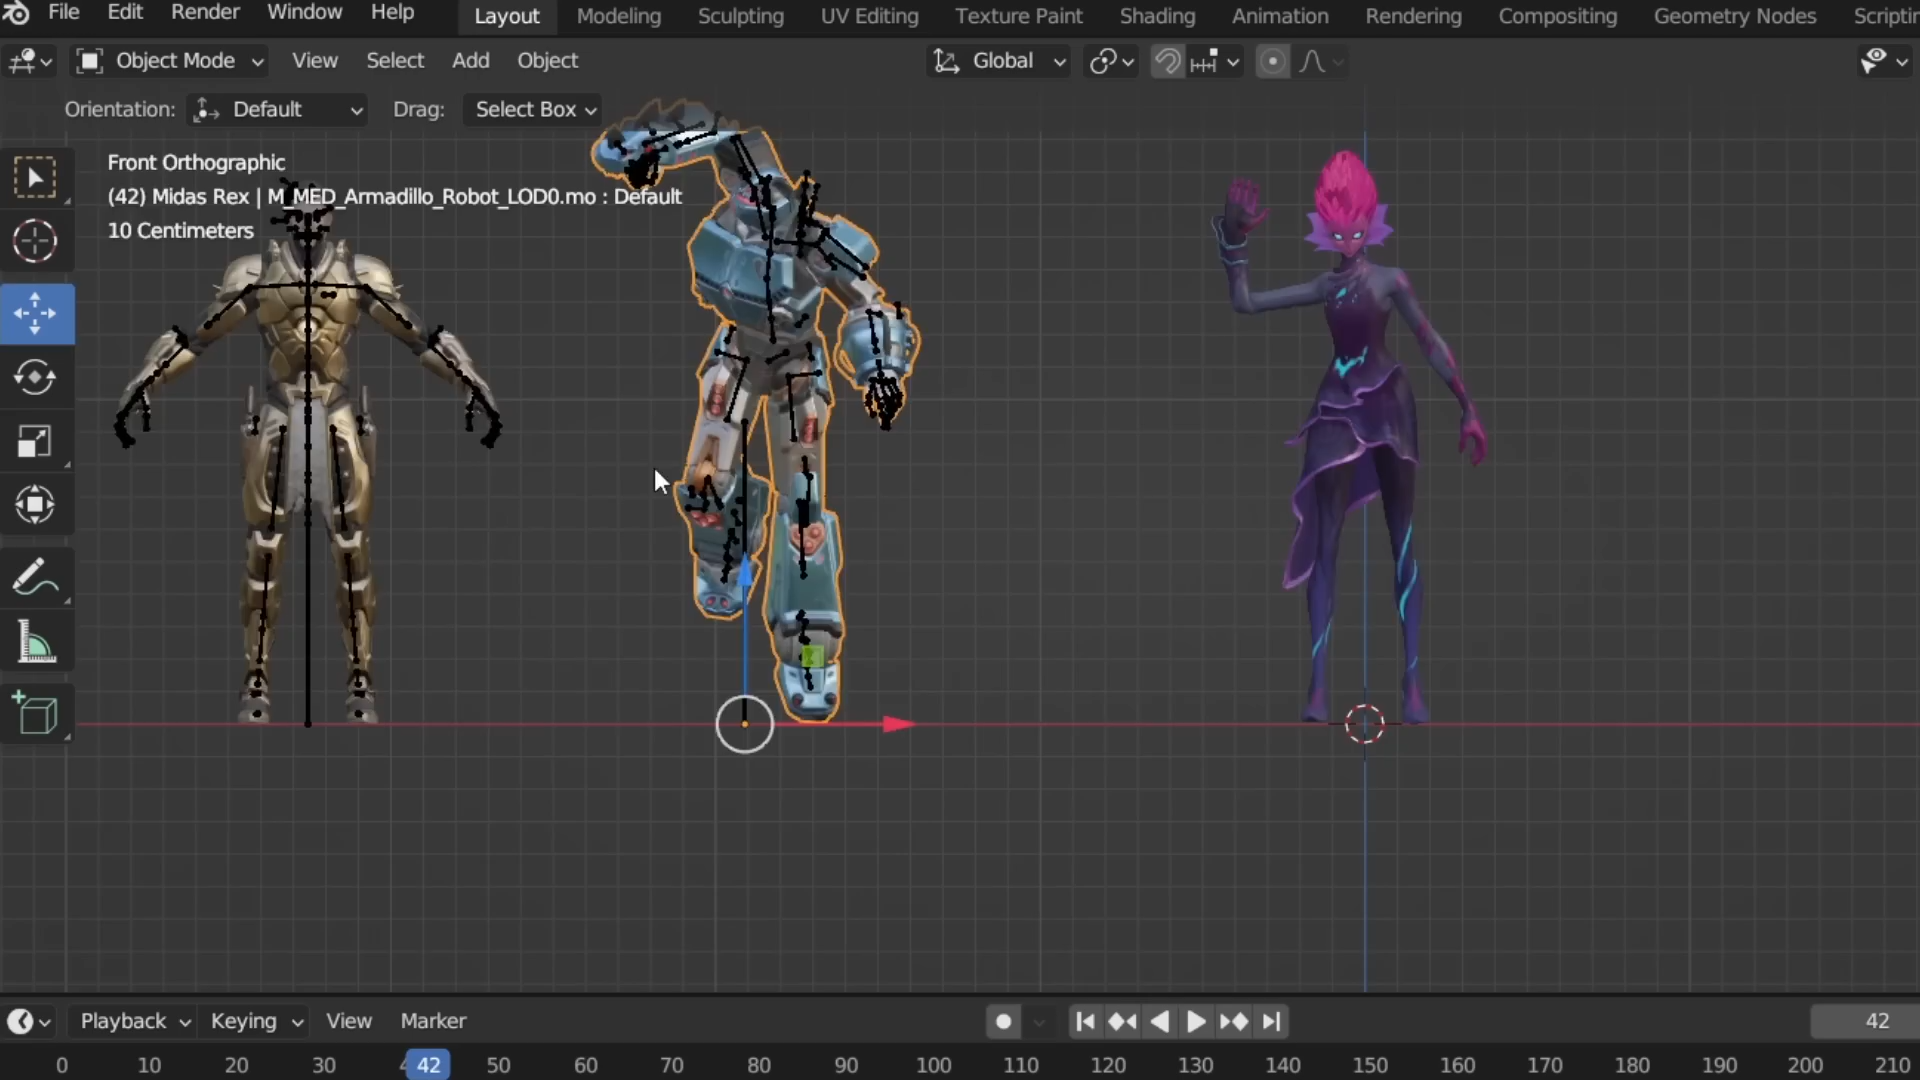 File Edit Render Window Help Layout Modeling Sculpting UV Editing Texture Paint Shading Animation Rendering Compositing Geometry Nodes Scripti
Object Mode View Select Add Object Global
Orientation: Default Drag: Select Box
Front Orthographic
(42) Midas Rex | M_MED_Armadillo_Robot_LOD0.mo : Default
10 Centimeters
Playback Keying View Marker 42
0 10 20 30 4 42 50 60 70 80 90 100 110 120 130 140 150 160 170 180 190 200 210